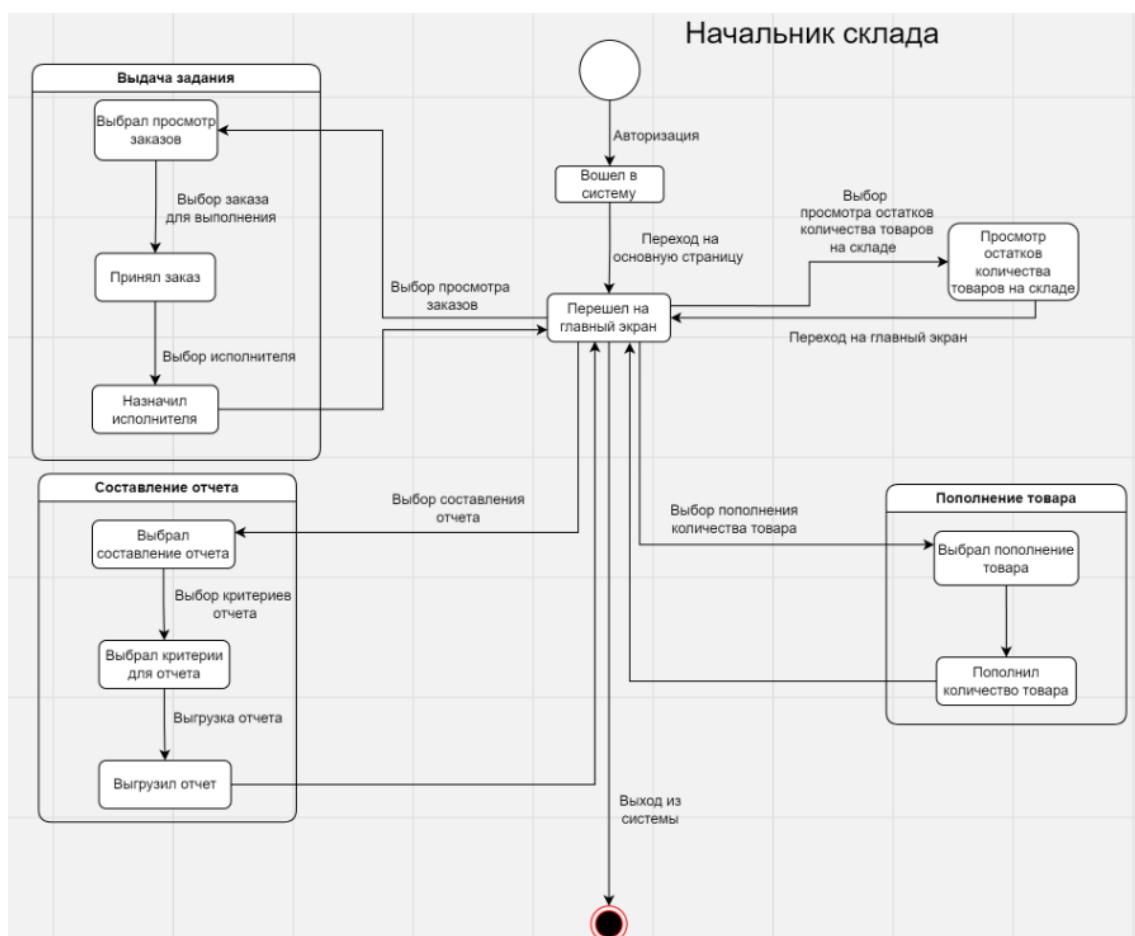 Начальник склада
Выдача задания
Выбрал просмотр
заказов
Выбор заказа
для выполнения
Принял заказ
Выбор исполнителя
Назначил
исполнителя
Авторизация
Вошел в
систему
Переход на
основную страницу
Выбор просмотра
заказов
Перешел на
главный экран
Выбор
просмотра остатков
количества товаров
на складе
Просмотр
остатков
количества
товаров на складе
Переход на главный экран
Составление отчета
Выбрал
составление отчета
Выбор критериев
отчета
Выбрал критерии
для отчета
Выгрузка отчета
Выгрузил отчет
Выбор составления
отчета
Выбор пополнения
количества товара
Пополнение товара
Выбрал пополнение
товара
Пополнил
количество товара
Выход из
системы